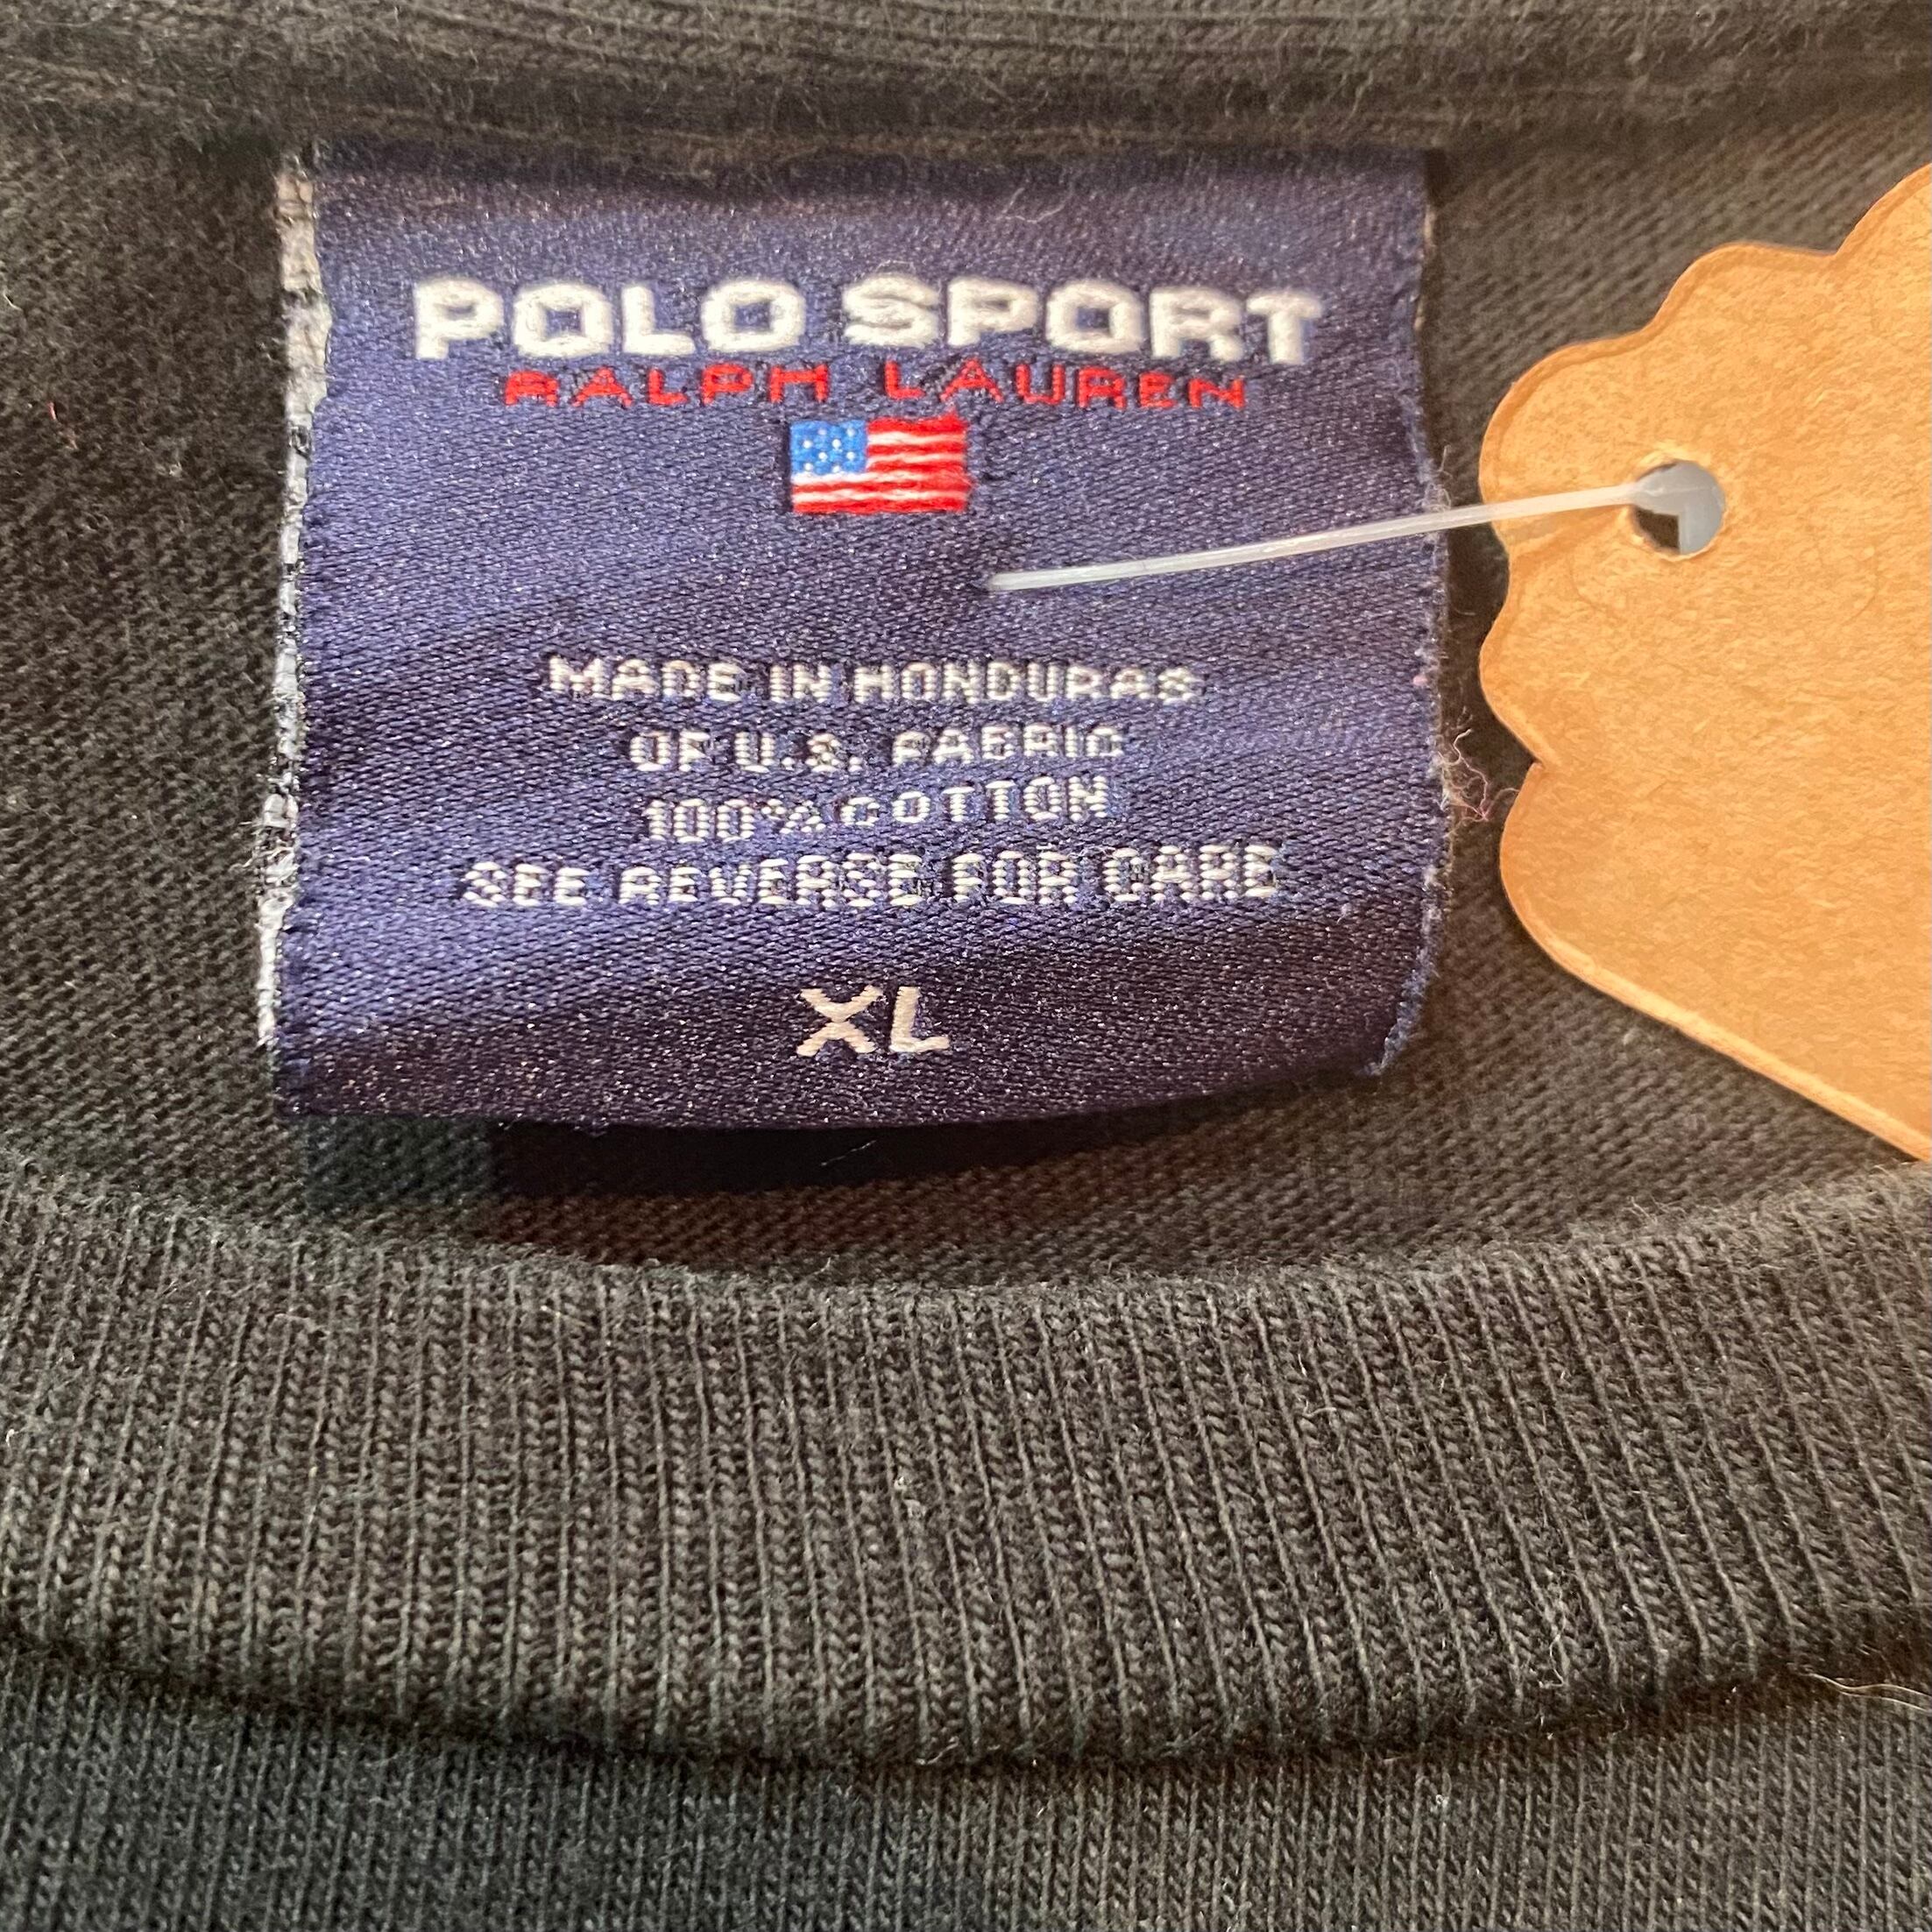 POLO SPORT
RALPH LAUREN
MADE IN HONDURAS
OF U.S. FABRIC
100% COTTON
SEE REVERSE FOR CARE
XL